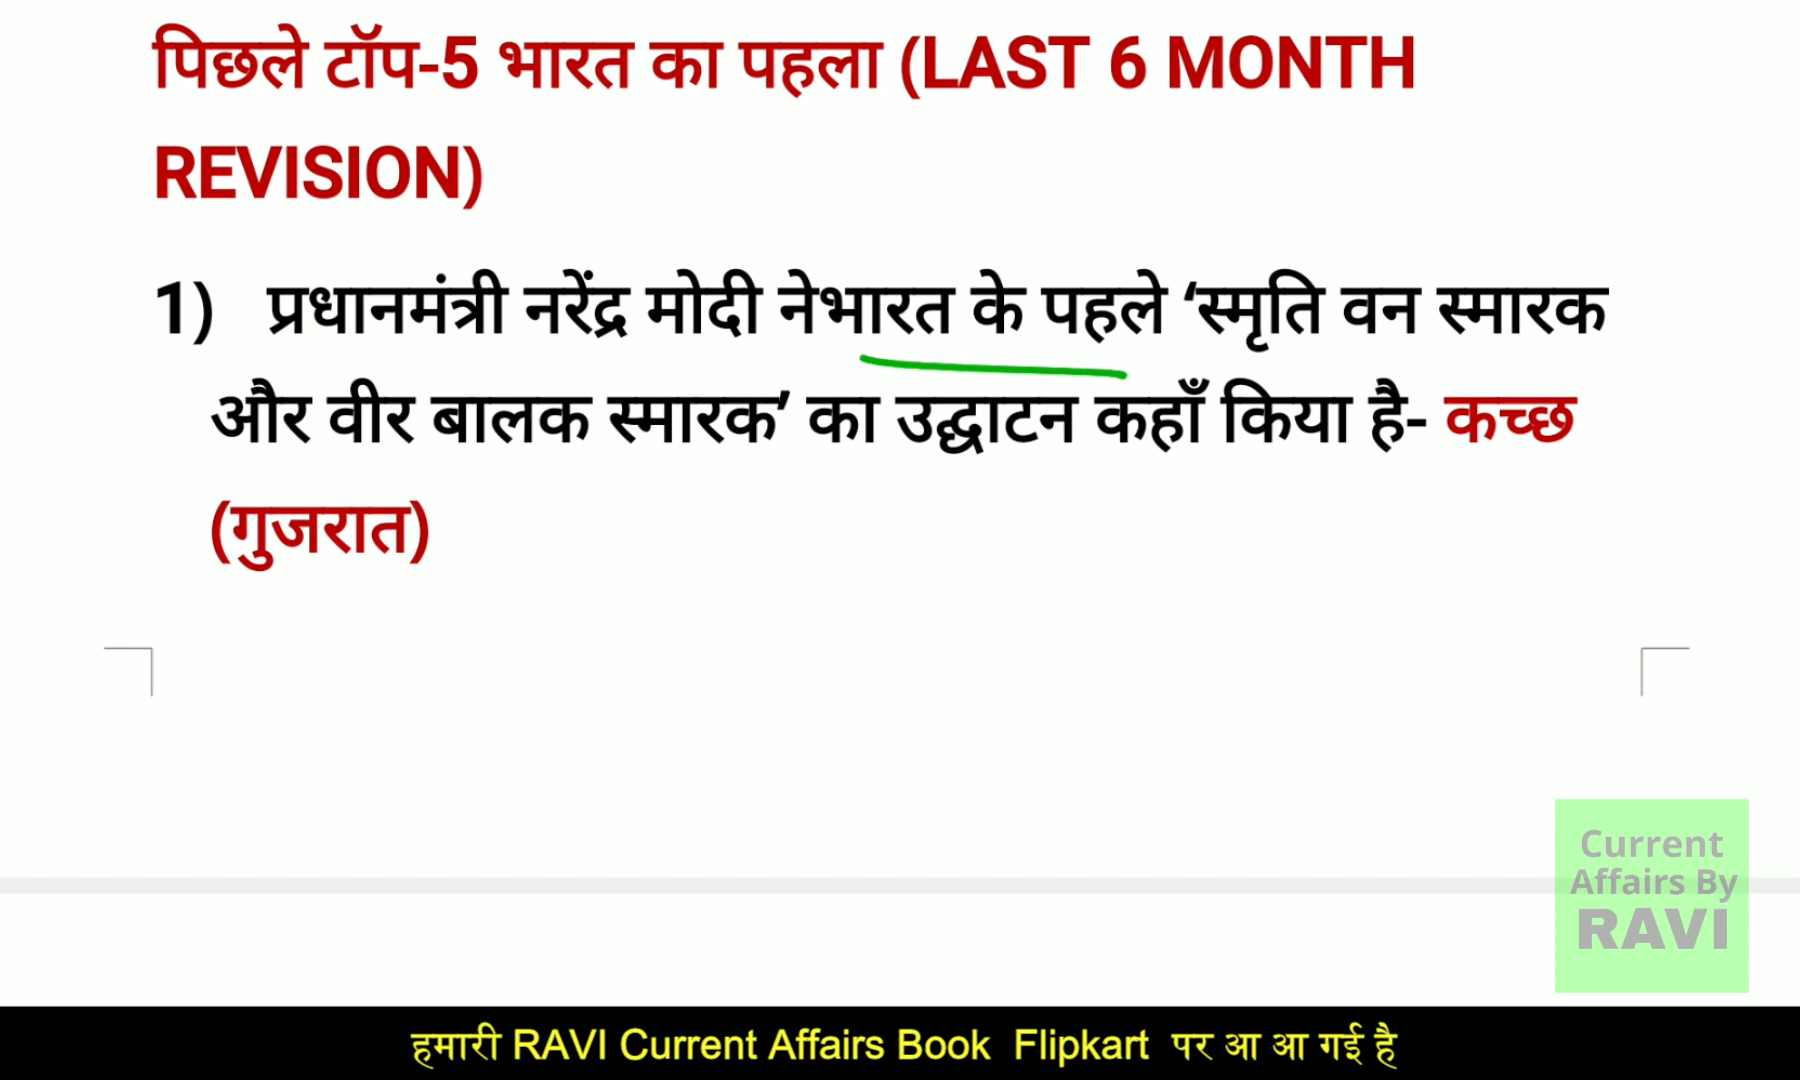 पिछले टॉप-5 भारत का पहला (LAST 6 MONTH
REVISION)
1) प्रधानमंत्री नरेंद्र मोदी नेभारत के पहले ‘स्मृति वन स्मारक
और वीर बालक स्मारक’ का उद्घाटन कहाँ किया है- कच्छ
(गुजरात)
Current
Affairs By
RAVI
हमारी RAVI Current Affairs Book Flipkart पर आ आ गई है